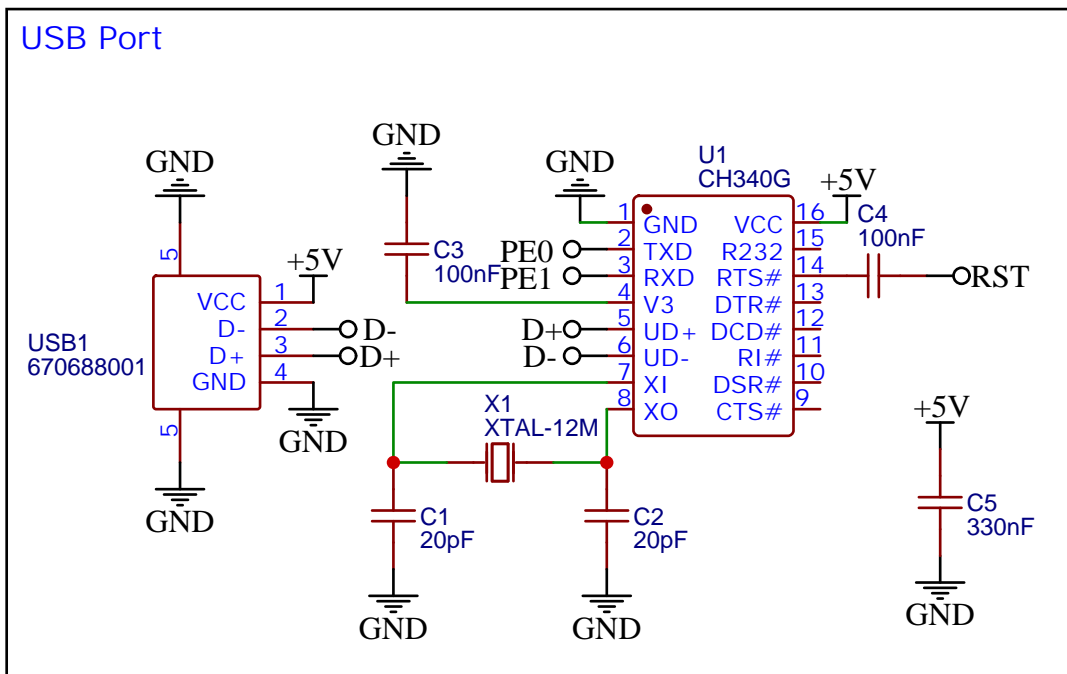 USB Port
GND
5
+5V
VCC 1
D- 2 D-
D+ 3 D+
GND 4
USB1
670688001
GND
5
GND
GND
C3
100nF
GND
U1
CH340G
1 GND
PE0 2 TXD
PE1 3 RXD
4 V3
D+ 5 UD+
D- 6 UD-
7 XI
8 XO
+5V
VCC 16
R232 15
RTS# 14
DTR# 13
DCD# 12
RI# 11
DSR# 10
CTS# 9
C4
100nF
RST
X1
XTAL-12M
C1
20pF
GND
C2
20pF
GND
+5V
C5
330nF
GND